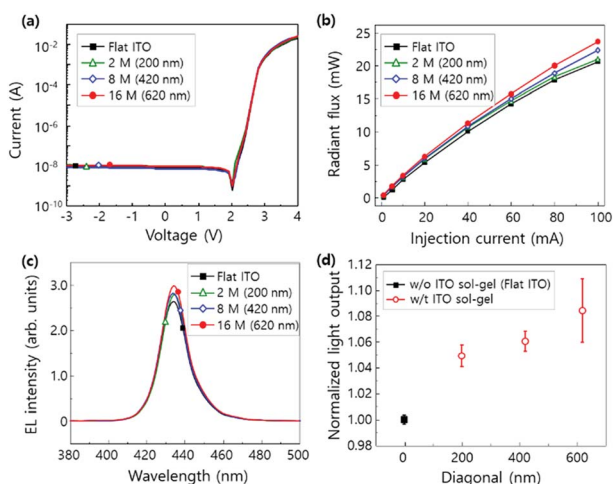 (a)
10⁻²
10⁻⁴
10⁻⁶
10⁻⁸
10⁻¹⁰
Current (A)
Flat ITO
2 M (200 nm)
8 M (420 nm)
16 M (620 nm)
-3 -2 -1 0 1 2 3 4
Voltage (V)
(b)
25
20
15
10
5
0
Radiant flux (mW)
Flat ITO
2 M (200 nm)
8 M (420 nm)
16 M (620 nm)
0 20 40 60 80 100
Injection current (mA)
(c)
3.0
2.0
1.0
0
EL intensity (arb. units)
Flat ITO
2 M (200 nm)
8 M (420 nm)
16 M (620 nm)
380 400 420 440 460 480 500
Wavelength (nm)
(d)
1.12
1.10
1.08
1.06
1.04
1.02
1.00
0.98
Normalized light output
w/o ITO sol-gel (Flat ITO)
w/t ITO sol-gel
0 200 400 600
Diagonal (nm)